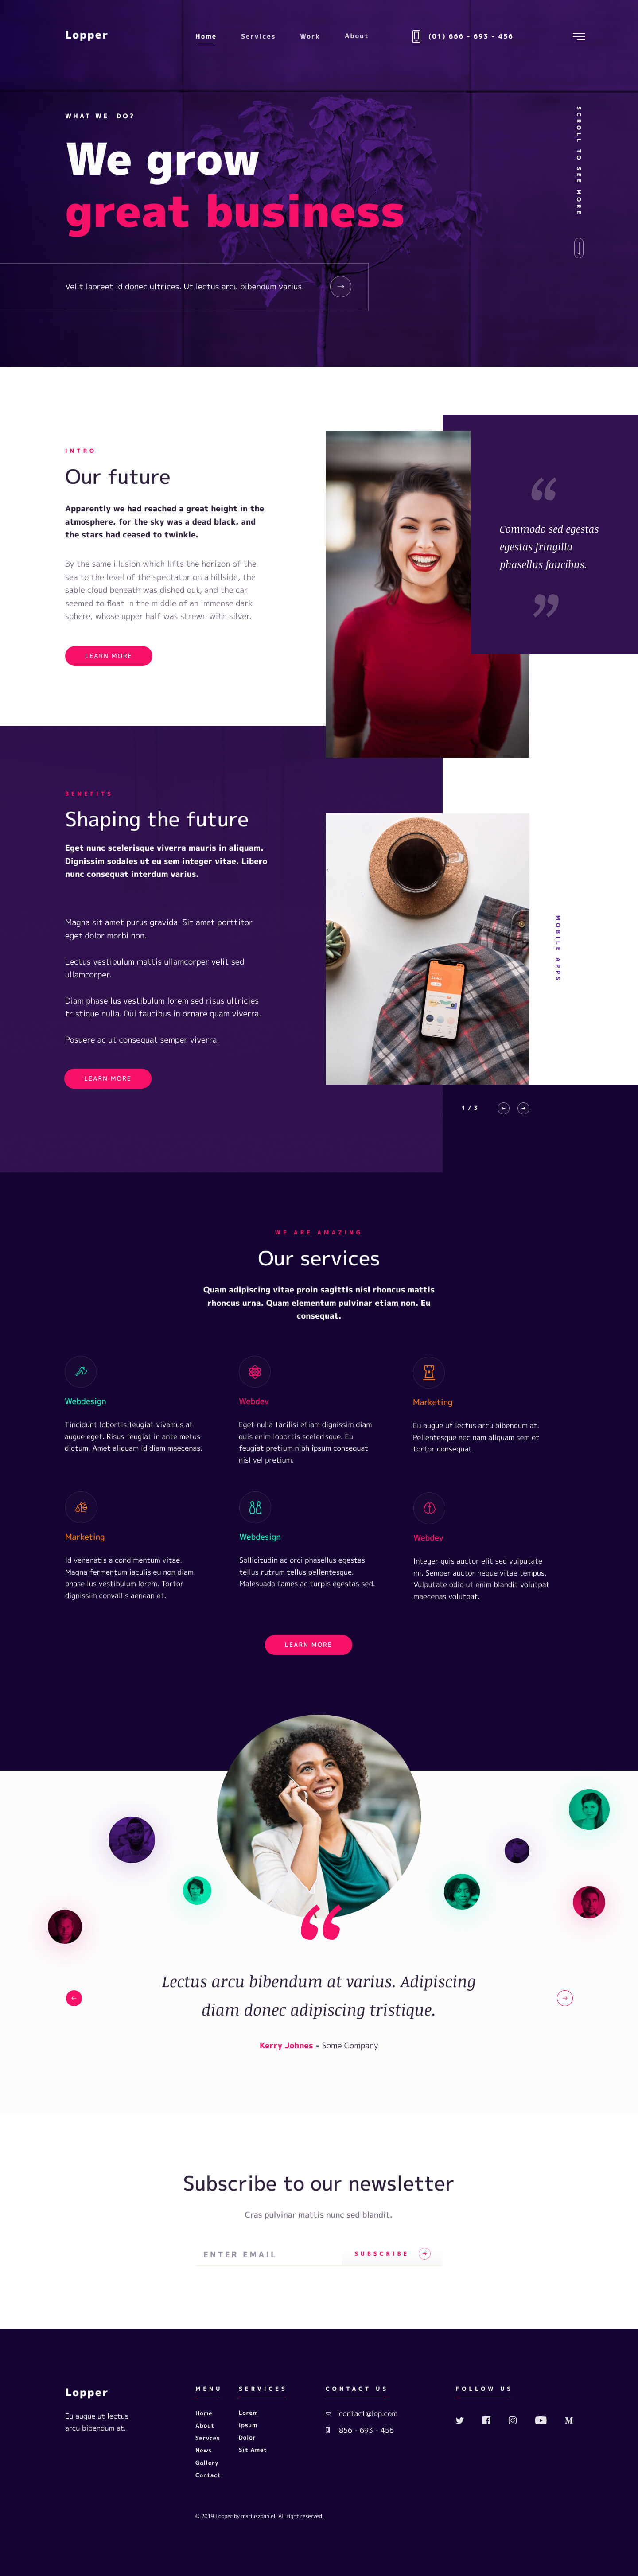 Lopper
Home Services Work About (01) 666 - 693 - 456
WHAT WE DO?
We grow
great business
Velit laoreet id donec ultrices. Ut lectus arcu bibendum varius.
SCROLL TO SEE MORE
INTRO
Our future
Apparently we had reached a great height in the
atmosphere, for the sky was a dead black, and
the stars had ceased to twinkle.
By the same illusion which lifts the horizon of the
sea to the level of the spectator on a hillside, the
sable cloud beneath was dished out, and the car
seemed to float in the middle of an immense dark
sphere, whose upper half was strewn with silver.
LEARN MORE
“
Commodo sed egestas
egestas fringilla
phasellus faucibus.
”
BENEFITS
Shaping the future
Eget nunc scelerisque viverra mauris in aliquam.
Dignissim sodales ut eu sem integer vitae. Libero
nunc consequat interdum varius.
Magna sit amet purus gravida. Sit amet porttitor
eget dolor morbi non.
Lectus vestibulum mattis ullamcorper velit sed
ullamcorper.
Diam phasellus vestibulum lorem sed risus ultricies
tristique nulla. Dui faucibus in ornare quam viverra.
Posuere ac ut consequat semper viverra.
LEARN MORE
MOBILE APPS
1 / 3
WE ARE AMAZING
Our services
Quam adipiscing vitae proin sagittis nisl rhoncus mattis
rhoncus urna. Quam elementum pulvinar etiam non. Eu
consequat.
Webdesign
Tincidunt lobortis feugiat vivamus at
augue eget. Risus feugiat in ante metus
dictum. Amet aliquam id diam maecenas.
Webdev
Eget nulla facilisi etiam dignissim diam
quis enim lobortis scelerisque. Eu
feugiat pretium nibh ipsum consequat
nisl vel pretium.
Marketing
Eu augue ut lectus arcu bibendum at.
Pellentesque nec nam aliquam sem et
tortor consequat.
Marketing
Id venenatis a condimentum vitae.
Magna fermentum iaculis eu non diam
phasellus vestibulum lorem. Tortor
dignissim convallis aenean et.
Webdesign
Sollicitudin ac orci phasellus egestas
tellus rutrum tellus pellentesque.
Malesuada fames ac turpis egestas sed.
Webdev
Integer quis auctor elit sed vulputate
mi. Semper auctor neque vitae tempus.
Vulputate odio ut enim blandit volutpat
maecenas volutpat.
LEARN MORE
“
Lectus arcu bibendum at varius. Adipiscing
diam donec adipiscing tristique.
Kerry Johnes - Some Company
Subscribe to our newsletter
Cras pulvinar mattis nunc sed blandit.
ENTER EMAIL SUBSCRIBE
Lopper
Eu augue ut lectus
arcu bibendum at.
MENU
Home
About
Servces
News
Gallery
Contact
SERVICES
Lorem
Ipsum
Dolor
Sit Amet
CONTACT US
contact@lop.com
856 - 693 - 456
FOLLOW US
© 2019 Lopper by mariuszdaniel. All right reserved.